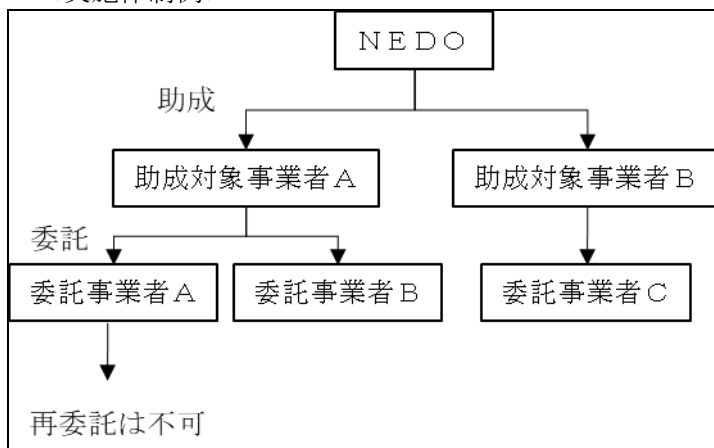 ＮＥＤＯ
助成
助成対象事業者Ａ
助成対象事業者Ｂ
委託
委託事業者Ａ
委託事業者Ｂ
委託事業者Ｃ
再委託は不可